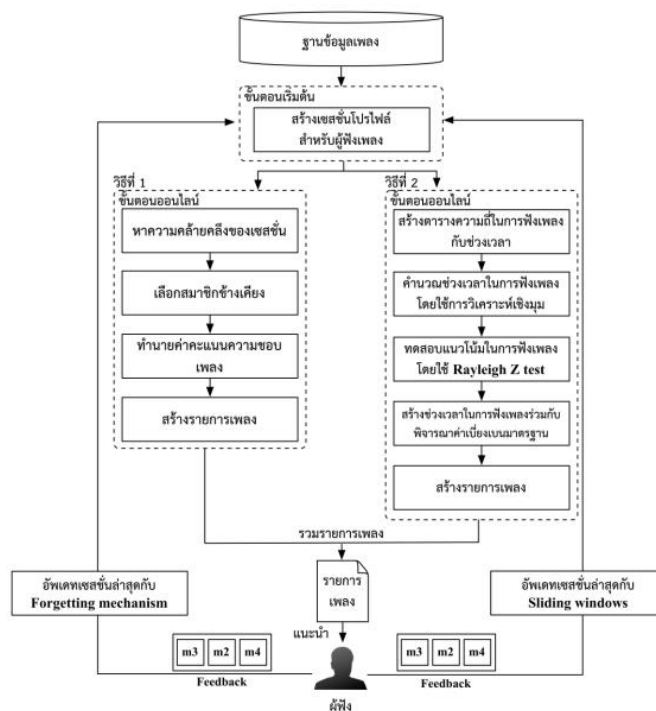 ฐานข้อมูลเพลง
ขั้นตอนเริ่มต้น
สร้างเซสชั่นโปรไฟล์
สำหรับผู้ฟังเพลง
วิธีที่ 1
ขั้นตอนออนไลน์
หาความคล้ายคลึงของเซสชั่น
เลือกสมาชิกข้างเคียง
ทำนายค่าคะแนนความชอบ
เพลง
สร้างรายการเพลง
วิธีที่ 2
ขั้นตอนออนไลน์
สร้างตารางความถี่ในการฟังเพลง
กับช่วงเวลา
คำนวณช่วงเวลาในการฟังเพลง
โดยใช้การวิเคราะห์เชิงมุม
ทดสอบแนวโน้มในการฟังเพลง
โดยใช้ Rayleigh Z test
สร้างช่วงเวลาในการฟังเพลงร่วมกับ
พิจารณาค่าเบี่ยงเบนมาตรฐาน
สร้างรายการเพลง
รวมรายการเพลง
อัพเดทเซสชั่นล่าสุดกับ
Forgetting mechanism
รายการ
เพลง
อัพเดทเซสชั่นล่าสุดกับ
Sliding windows
แนะนำ
m3 m2 m4
Feedback
m3 m2 m4
Feedback
ผู้ฟัง